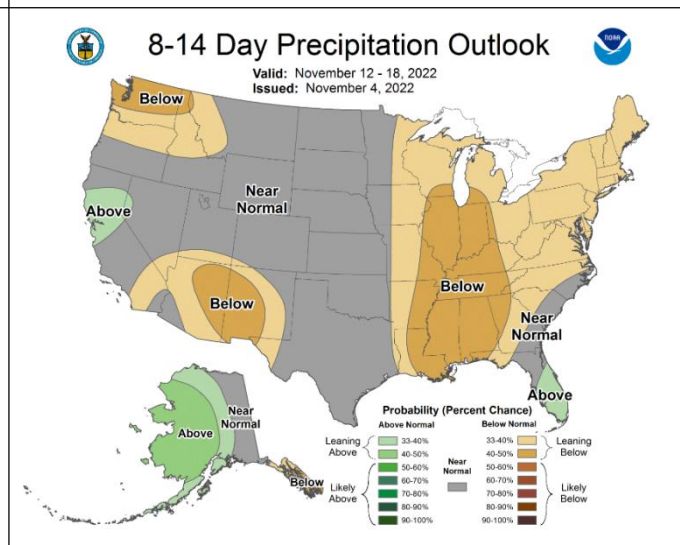 8-14 Day Precipitation Outlook
Valid: November 12 - 18, 2022
Issued: November 4, 2022
NOAA
Below
Above
Near
Normal
Below
Below
Near
Normal
Above
Above
Near
Normal
Below
Probability (Percent Chance)
Above Normal Below Normal
Leaning
Above
33-40%
40-50%
Likely
Above
50-60%
60-70%
70-80%
80-90%
90-100%
Near
Normal
33-40%
40-50%
Leaning
Below
50-60%
60-70%
70-80%
80-90%
90-100%
Likely
Below